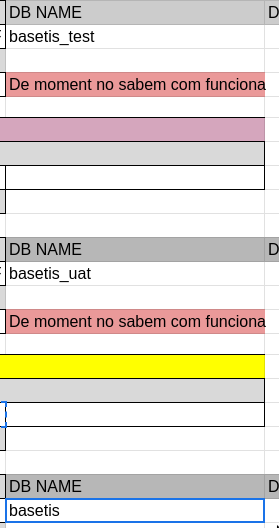 DB NAME
basetis_test
De moment no sabem com funciona
DB NAME
basetis_uat
De moment no sabem com funciona
DB NAME
basetis